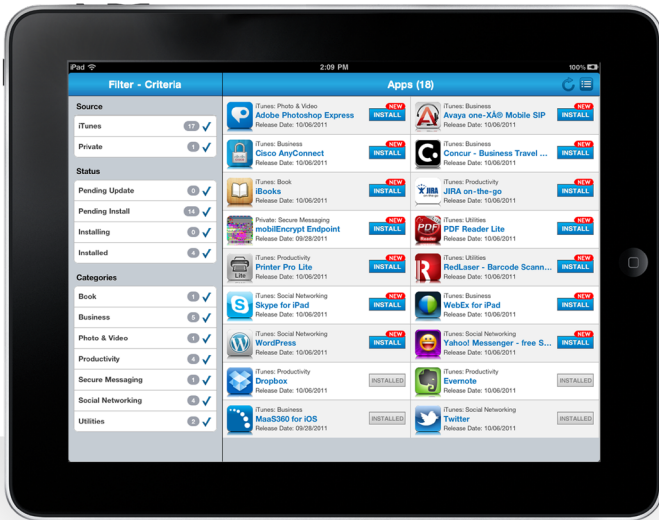 iPad
2:09 PM
100%
Filter - Criteria
Apps (18)
Source
iTunes 17
Private 1
Status
Pending Update 0
Pending Install 14
Installing 0
Installed 4
Categories
Book 1
Business 5
Photo & Video 1
Productivity 4
Secure Messaging 1
Social Networking 4
Utilities 2
iTunes: Photo & Video
Adobe Photoshop Express
Release Date: 10/06/2011
NEW
INSTALL
iTunes: Business
Avaya one-XÂ® Mobile SIP
Release Date: 10/06/2011
NEW
INSTALL
iTunes: Business
Cisco AnyConnect
Release Date: 10/06/2011
NEW
INSTALL
C.
iTunes: Business
Concur - Business Travel ...
Release Date: 10/06/2011
NEW
INSTALL
iTunes: Book
iBooks
Release Date: 10/06/2011
NEW
INSTALL
JIRA
on-the-go
iTunes: Productivity
JIRA on-the-go
Release Date: 10/06/2011
NEW
INSTALL
Private: Secure Messaging
mobilEncrypt Endpoint
Release Date: 09/28/2011
NEW
INSTALL
PDF
Reader
iTunes: Utilities
PDF Reader Lite
Release Date: 10/06/2011
NEW
INSTALL
Lite
iTunes: Productivity
Printer Pro Lite
Release Date: 10/06/2011
NEW
INSTALL
R
iTunes: Utilities
RedLaser - Barcode Scann...
Release Date: 10/06/2011
NEW
INSTALL
S
iTunes: Social Networking
Skype for iPad
Release Date: 10/06/2011
NEW
INSTALL
iTunes: Business
WebEx for iPad
Release Date: 10/06/2011
NEW
INSTALL
W
iTunes: Social Networking
WordPress
Release Date: 10/06/2011
NEW
INSTALL
iTunes: Social Networking
Yahoo! Messenger - free S...
Release Date: 10/06/2011
NEW
INSTALL
iTunes: Productivity
Dropbox
Release Date: 10/06/2011
INSTALLED
iTunes: Productivity
Evernote
Release Date: 10/06/2011
INSTALLED
iTunes: Business
MaaS360 for iOS
Release Date: 09/28/2011
INSTALLED
iTunes: Social Networking
Twitter
Release Date: 10/06/2011
INSTALLED